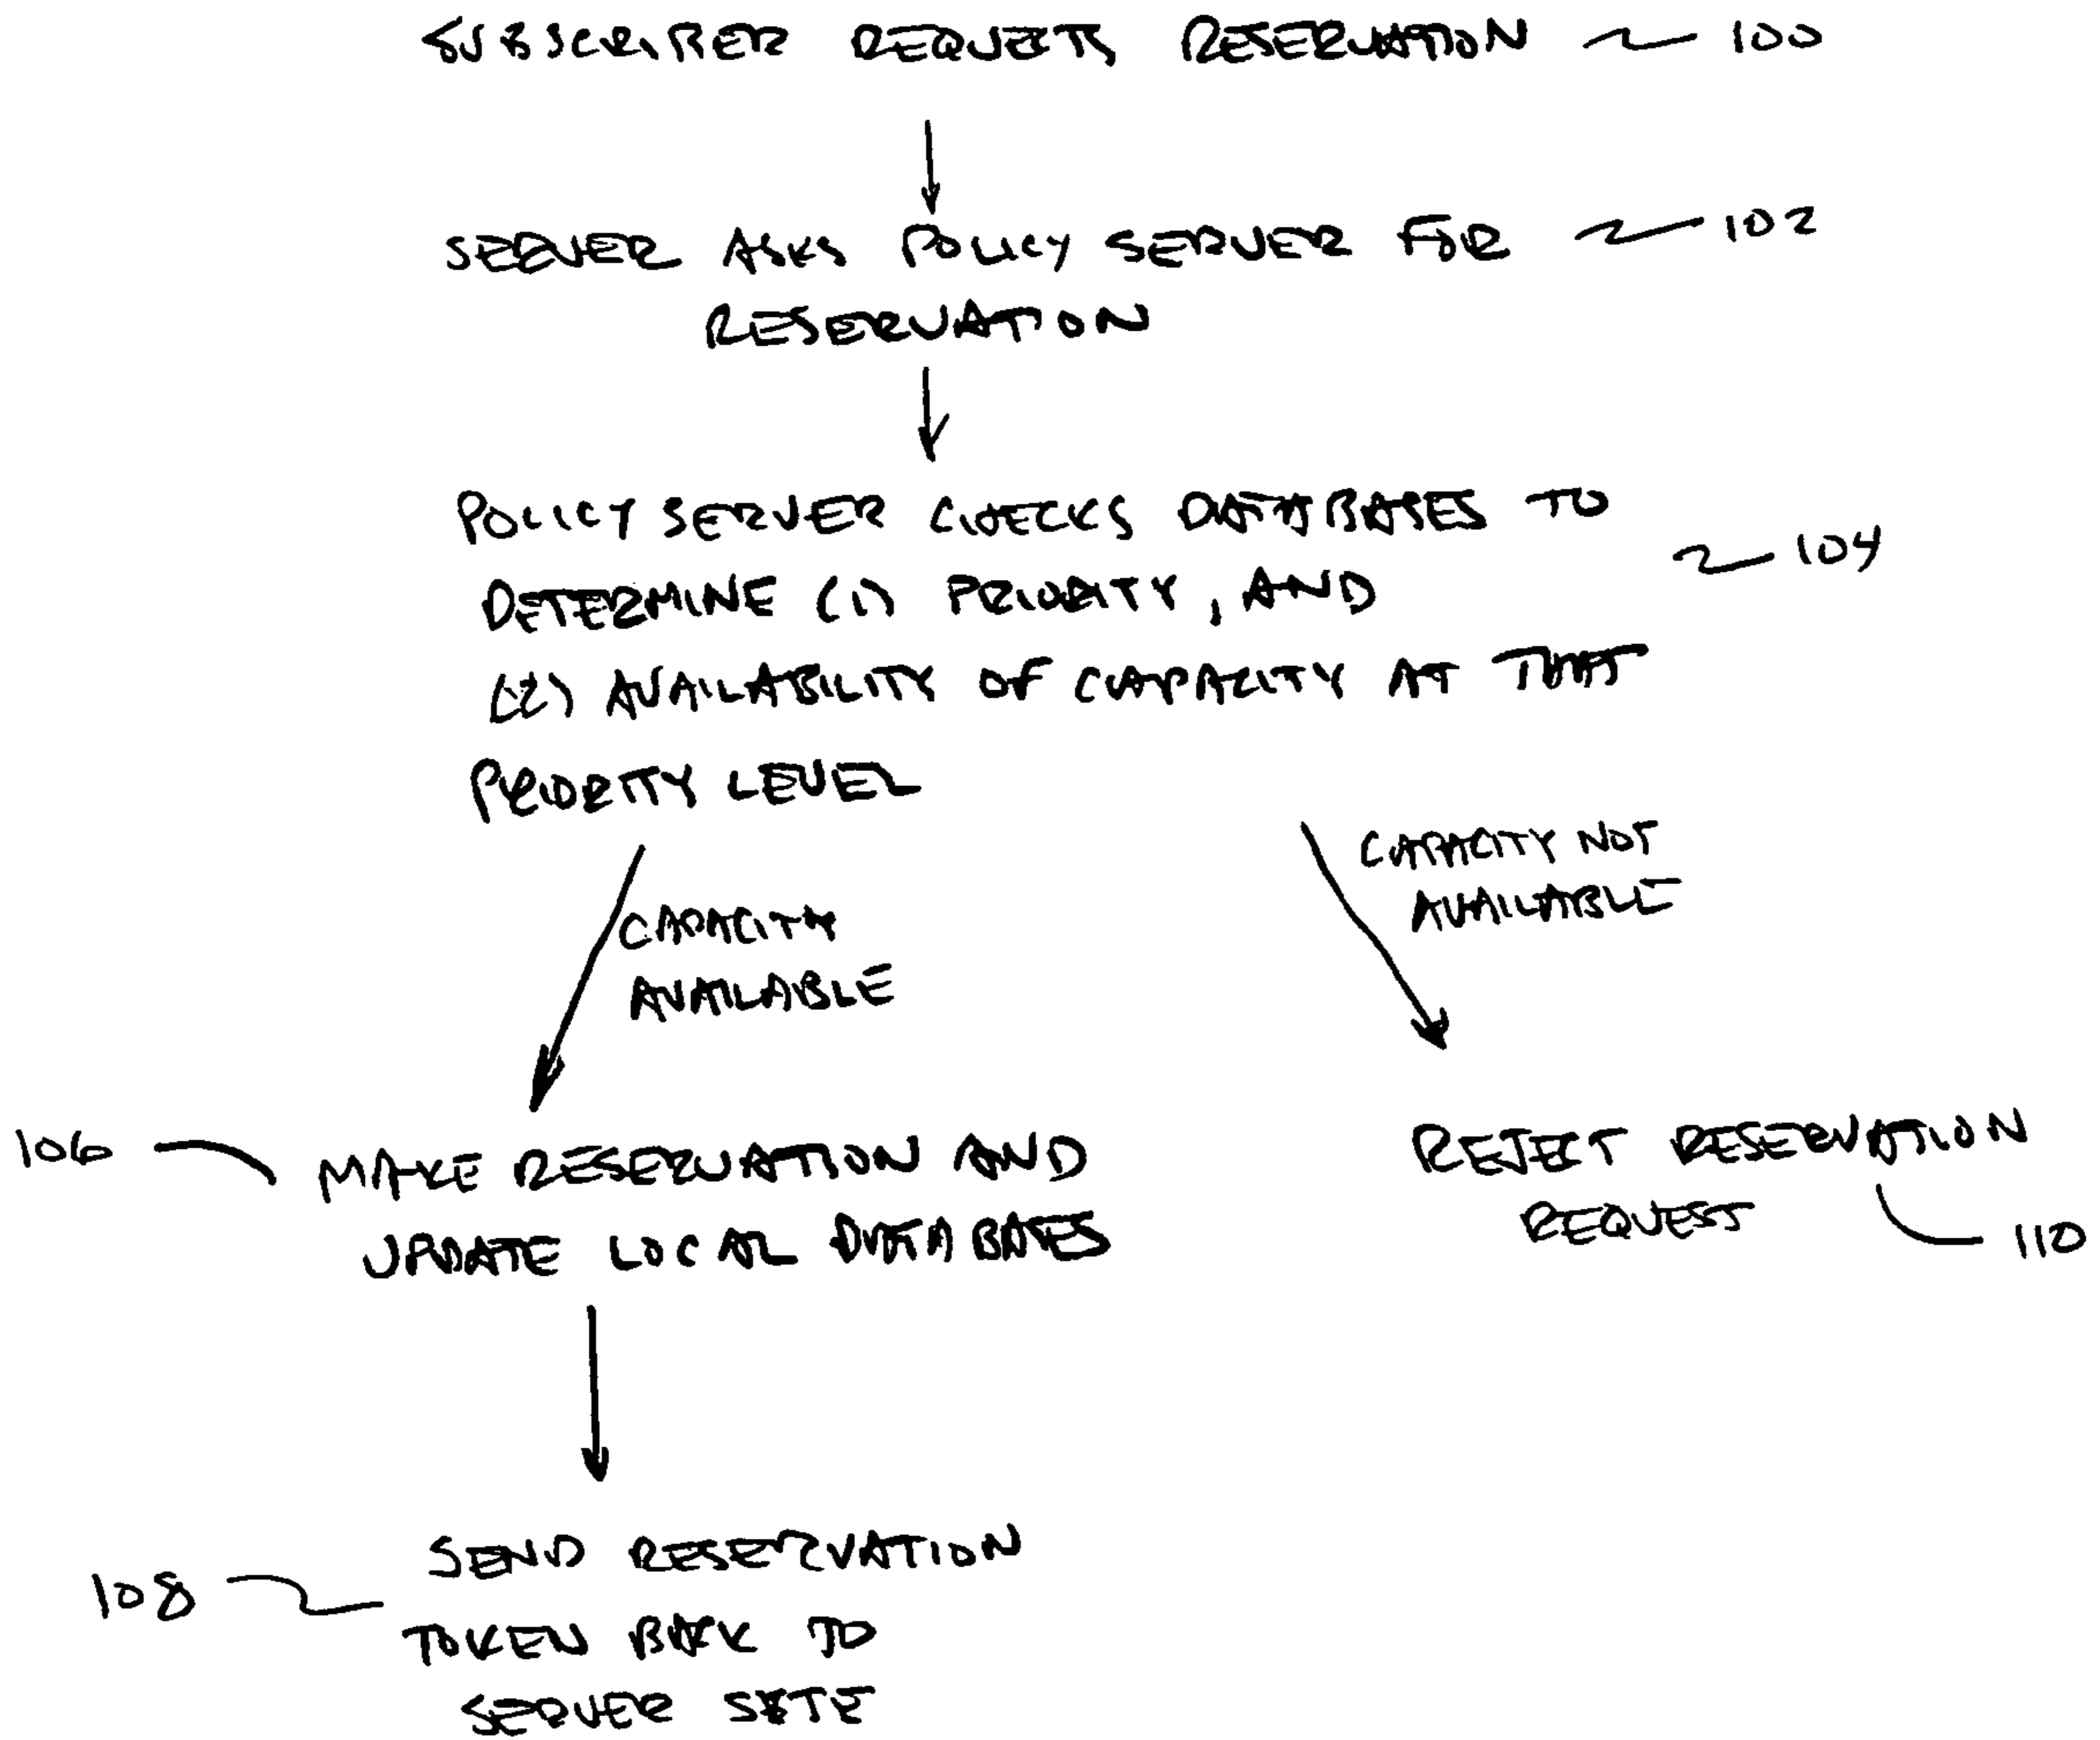 SUBSCRIBER REQUESTS RESERVATION 100
SERVER ASKS POLICY SERVER FOR 102
RESERVATION
POLICY SERVER CHECKS DATABASES TO
104
DETERMINE (1) PRIORITY, AND
(2) AVAILABILITY OF CAPACITY AT THAT
PRIORITY LEVEL
CAPACITY NOT
AVAILABLE
CAPACITY
AVAILABLE
106 MAKE RESERVATION AND
UPDATE LOCAL DATABASES
REJECT RESERVATION
REQUEST
110
SEND RESERVATION
108
TOKEN BACK TO
SERVER SITE